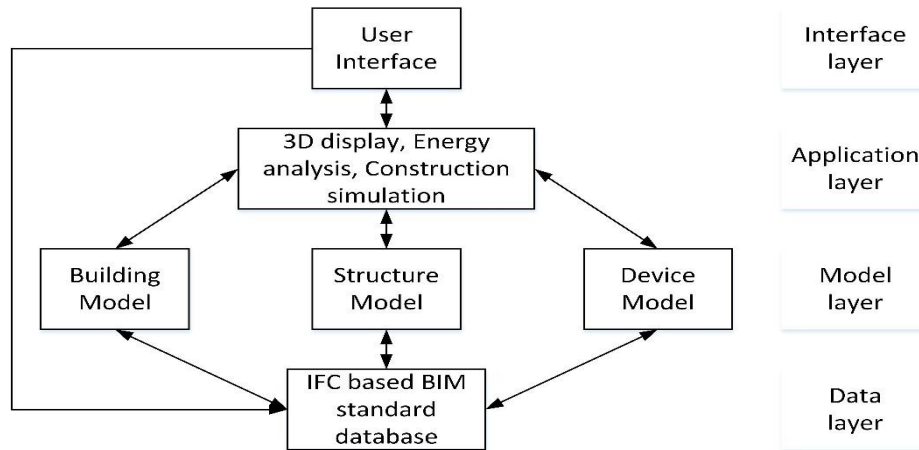 User
Interface
Interface
layer
3D display, Energy
analysis, Construction
simulation
Application
layer
Building
Model
Structure
Model
Device
Model
Model
layer
IFC based BIM
standard
database
Data
layer